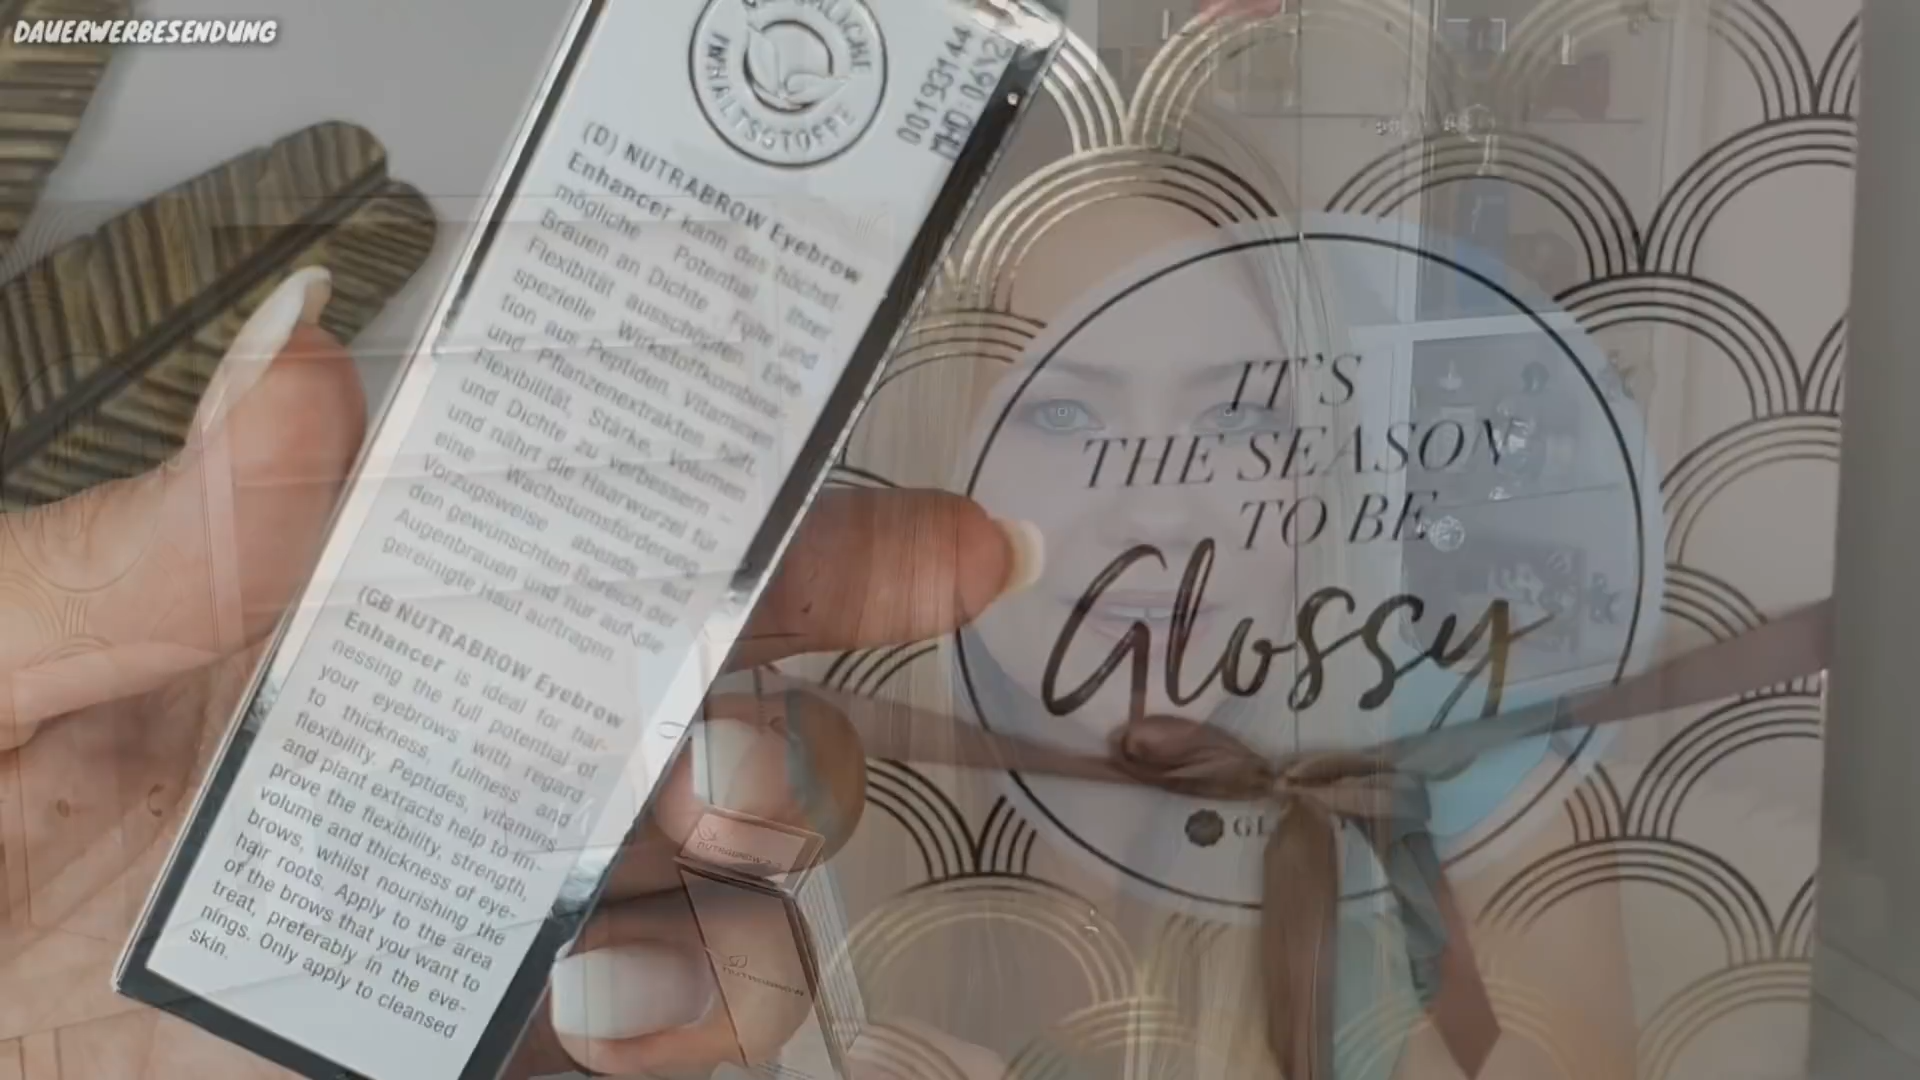 DAUERWERBESENDUNG
INHALTSSTOFFE
00193144
MHD: 06
(D) NUTRABROW Eyebrow
Enhancer kann das höchst-
mögliche Potential Ihrer
Brauen an Dichte, Fülle und
Flexibilität ausschöpfen. Eine
spezielle Wirkstoffkombina-
tion aus Peptiden, Vitaminen
und Pflanzenextrakten hilft,
Flexibilität, Stärke, Volumen
und Dichte zu verbessern –
und nährt die Haarwurzel für
eine Wachstumsförderung
Vorzugsweise abends auf
den gewünschten Bereich der
Augenbrauen und nur auf die
gereinigte Haut auftragen
(GB NUTRABROW Eyebrow
Enhancer is ideal for har-
nessing the full potential of
your eyebrows with regard
to thickness, fullness and
flexibility. Peptides, vitamins
and plant extracts help to im-
prove the flexibility, strength,
volume and thickness of eye-
brows, whilst nourishing the
hair roots. Apply to the area
of the brows that you want to
treat, preferably in the eve-
nings. Only apply to cleansed
skin.
IT'S
THE SEASON
TO BE
Glossy
NUTRABROW